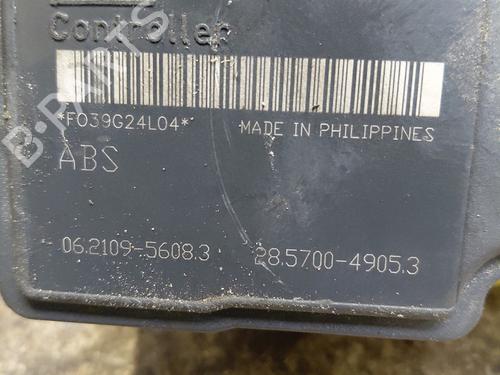 Controller
*F039G24L04* MADE IN PHILIPPINES
ABS
06.2109-5608.3 28.5700-4905.3
B-PARTS